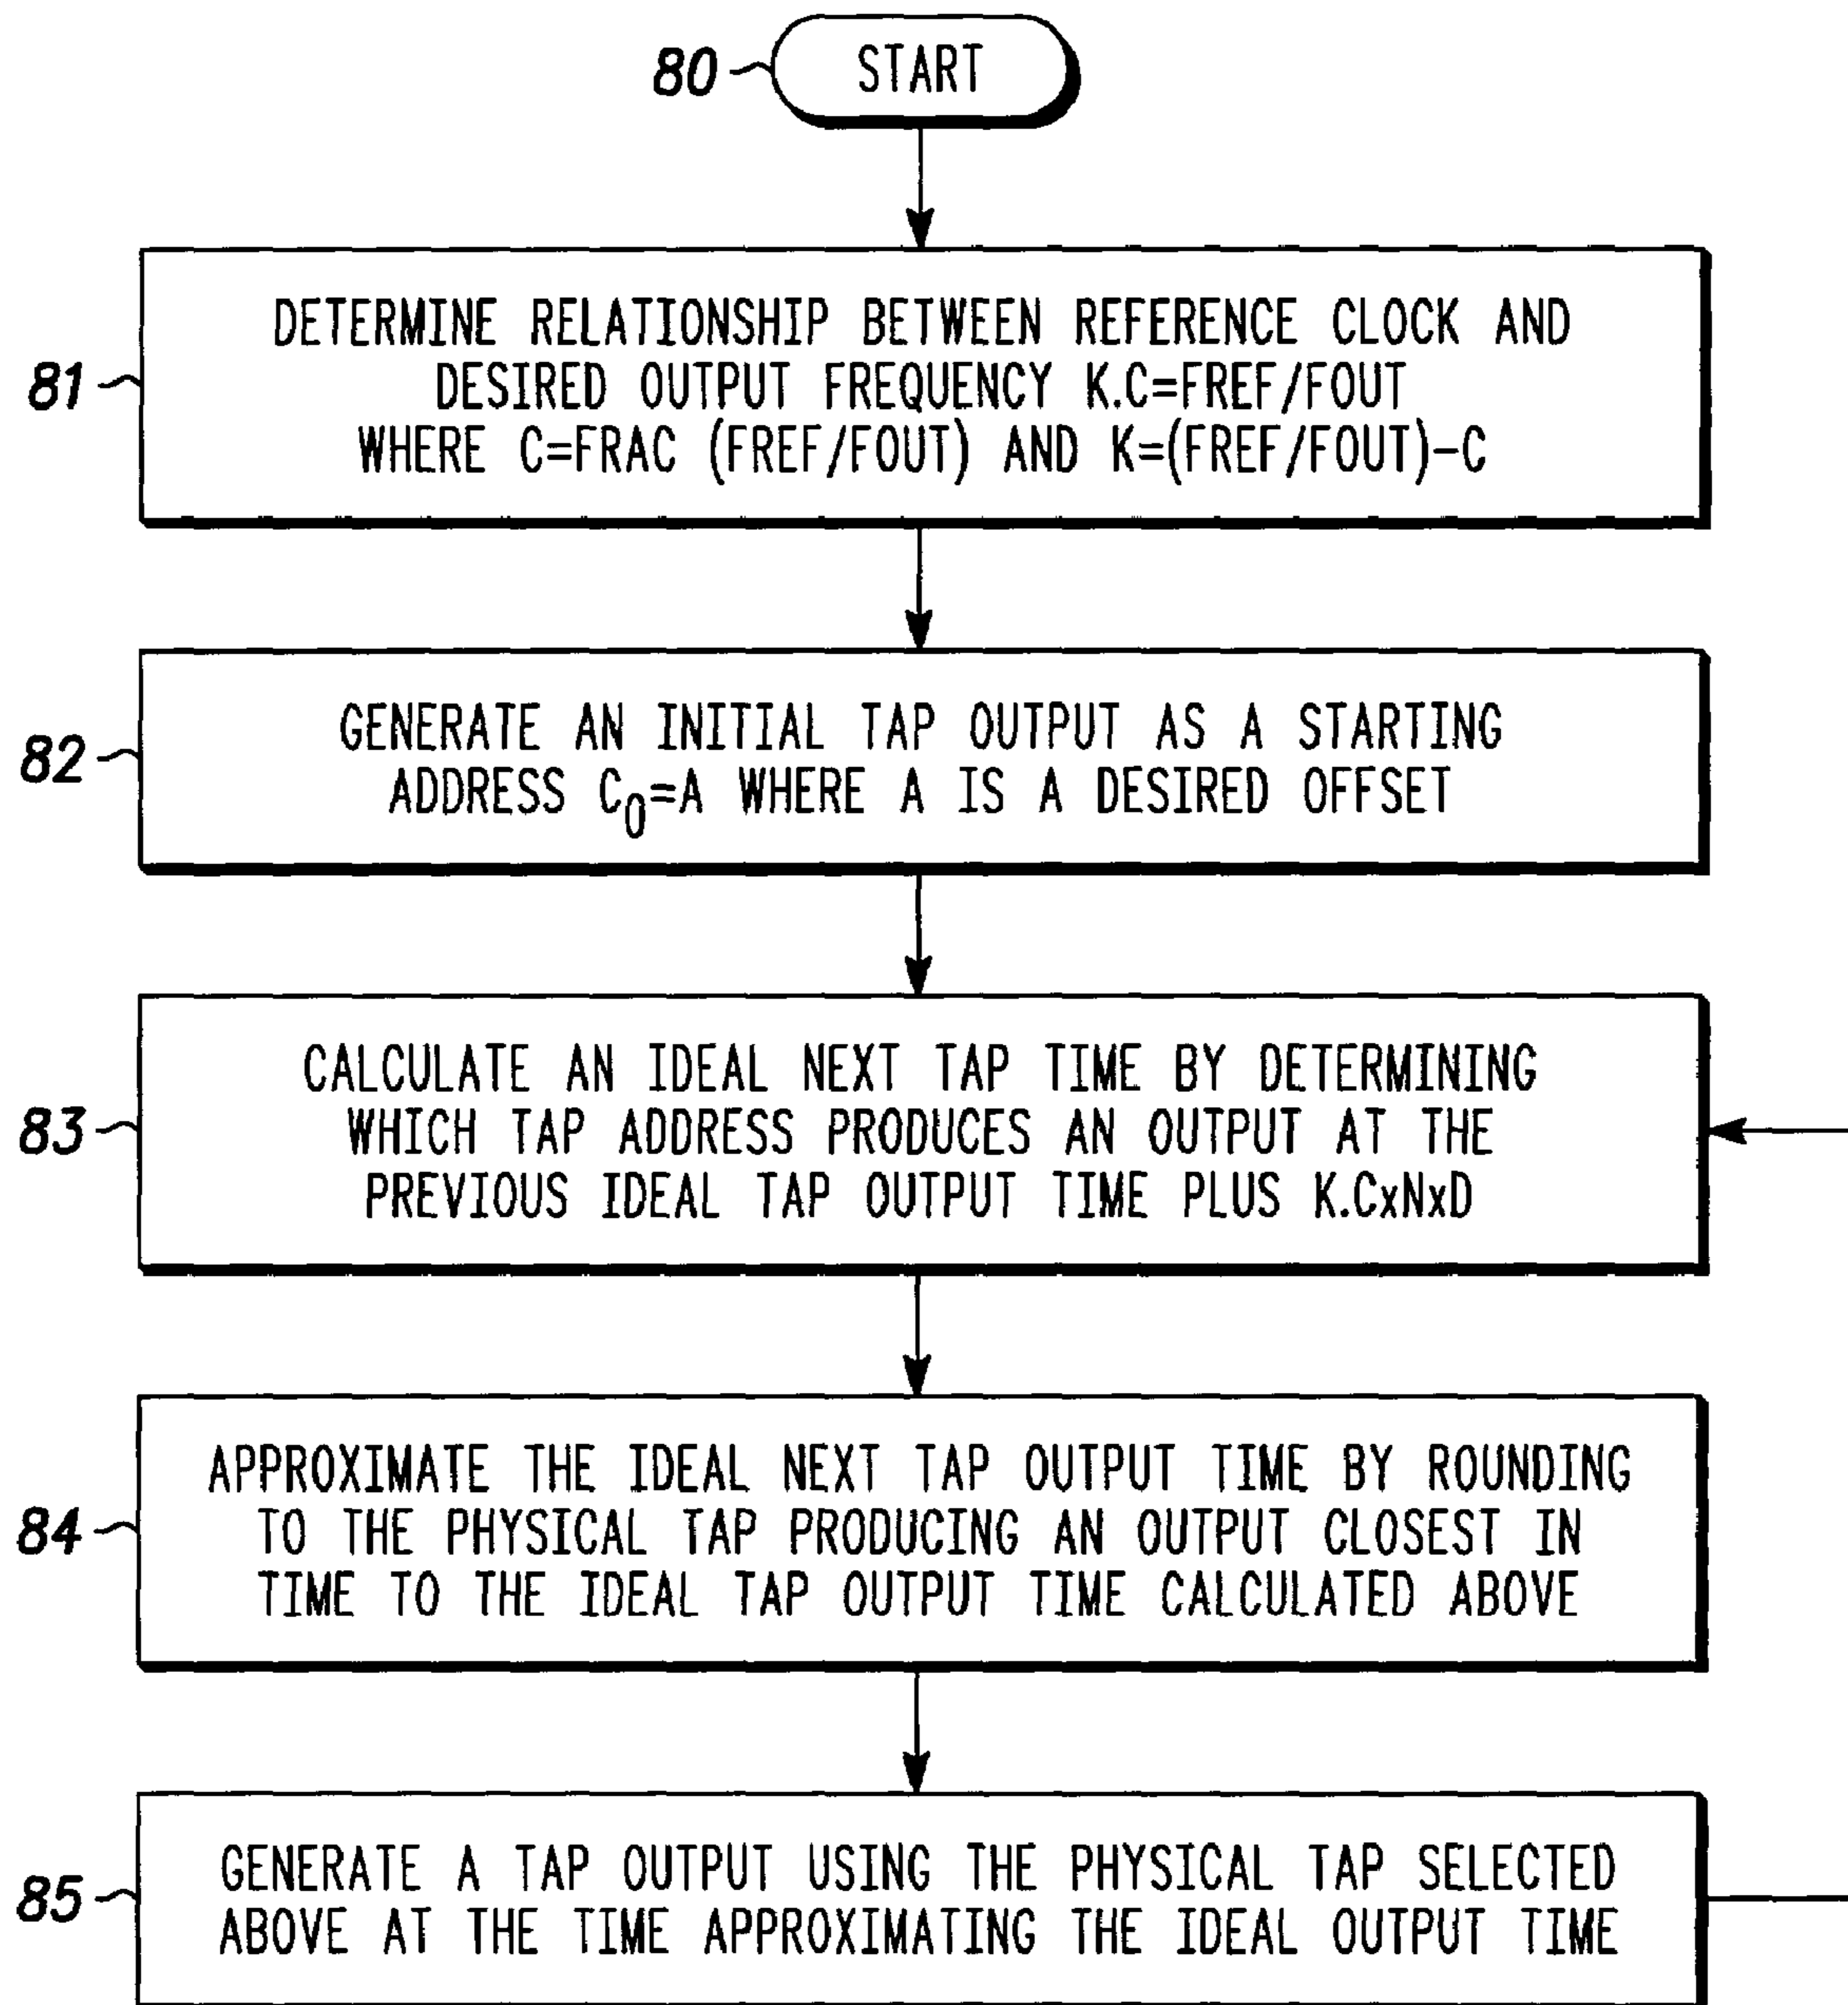 80
START
81
DETERMINE RELATIONSHIP BETWEEN REFERENCE CLOCK AND
DESIRED OUTPUT FREQUENCY K.C=FREF/FOUT
WHERE C=FRAC (FREF/FOUT) AND K=(FREF/FOUT)-C
82
GENERATE AN INITIAL TAP OUTPUT AS A STARTING
ADDRESS C₀=A WHERE A IS A DESIRED OFFSET
83
CALCULATE AN IDEAL NEXT TAP TIME BY DETERMINING
WHICH TAP ADDRESS PRODUCES AN OUTPUT AT THE
PREVIOUS IDEAL TAP OUTPUT TIME PLUS K.CxNxD
84
APPROXIMATE THE IDEAL NEXT TAP OUTPUT TIME BY ROUNDING
TO THE PHYSICAL TAP PRODUCING AN OUTPUT CLOSEST IN
TIME TO THE IDEAL TAP OUTPUT TIME CALCULATED ABOVE
85
GENERATE A TAP OUTPUT USING THE PHYSICAL TAP SELECTED
ABOVE AT THE TIME APPROXIMATING THE IDEAL OUTPUT TIME